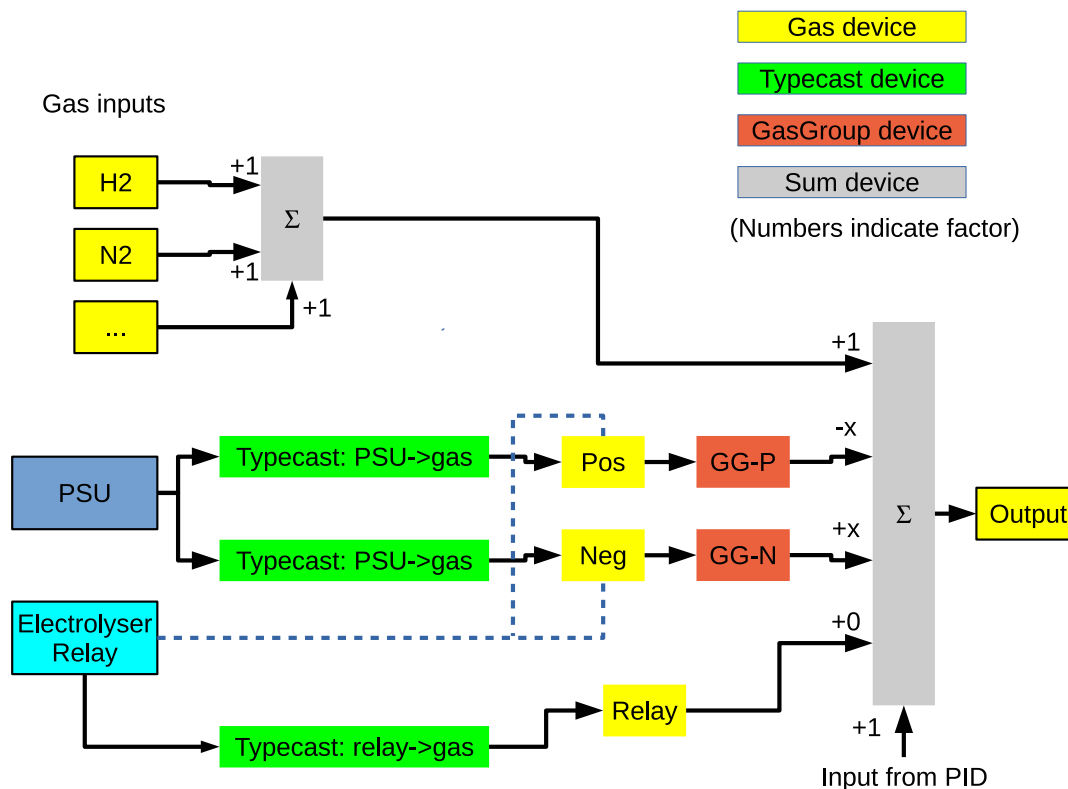 Gas device
Typecast device
GasGroup device
Sum device
(Numbers indicate factor)
Gas inputs
H2
+1
Σ
N2
+1
...
+1
+1
PSU
Typecast: PSU->gas
Pos
GG-P
-x
Typecast: PSU->gas
Neg
GG-N
+x
Σ
Output
Electrolyser
Relay
+0
Typecast: relay->gas
Relay
+1
Input from PID